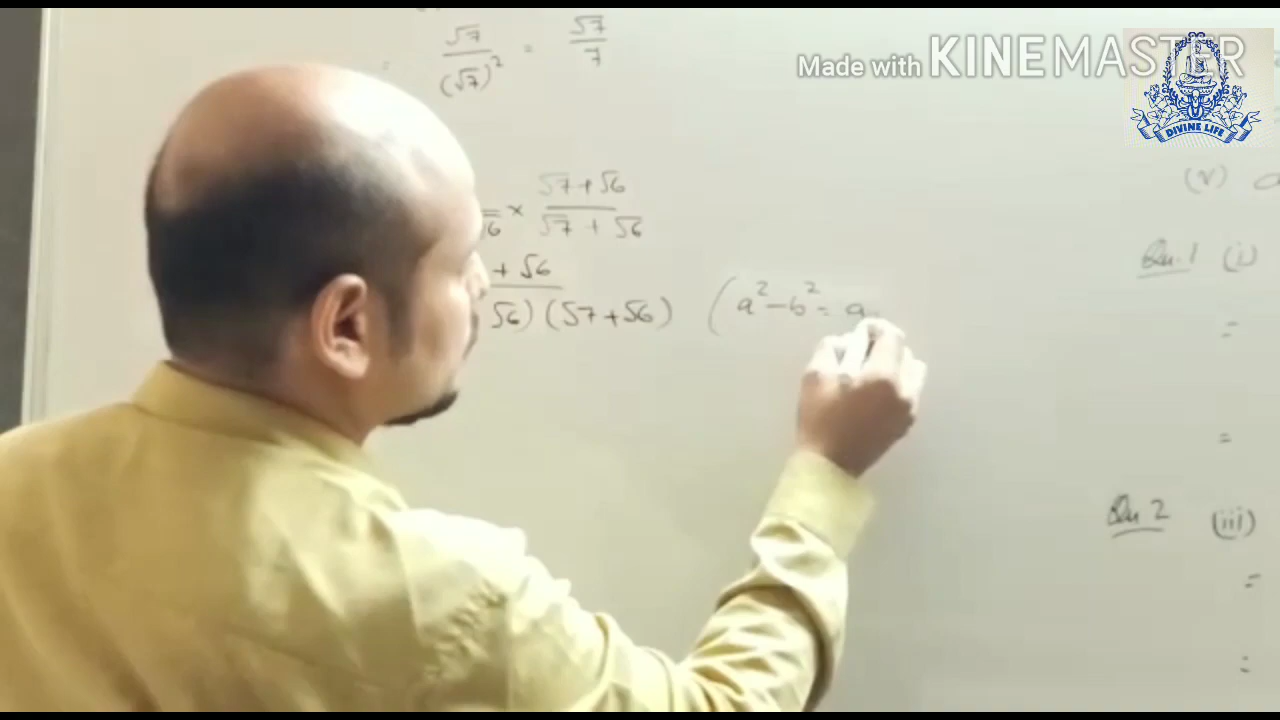 √7 / (√7)² = √7 / 7
Made with KINEMASTER
DIVINE LIFE
√6 × √7 + √6 / √7 + √6
(v) a
+ √6
√6) (√7 + √6) (a² - b² = a
Qu.1 (i)
=
=
Qu 2 (iii)
=
=